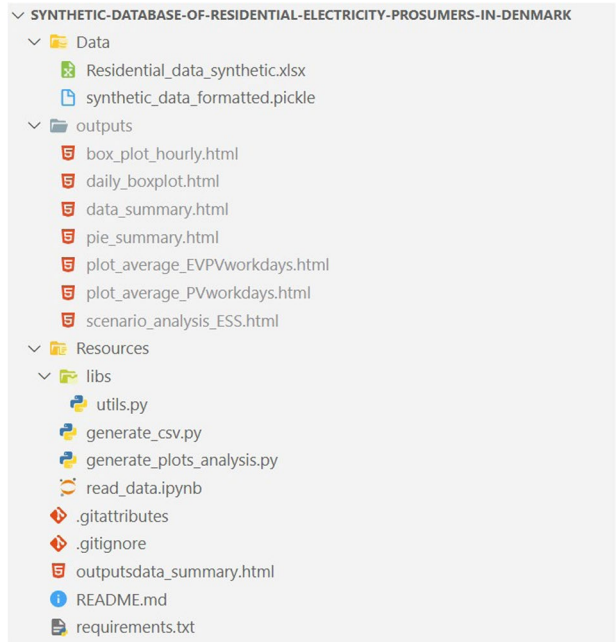 SYNTHETIC-DATABASE-OF-RESIDENTIAL-ELECTRICITY-PROSUMERS-IN-DENMARK
Data
Residential_data_synthetic.xlsx
synthetic_data_formatted.pickle
outputs
box_plot_hourly.html
daily_boxplot.html
data_summary.html
pie_summary.html
plot_average_EVPVworkdays.html
plot_average_PVworkdays.html
scenario_analysis_ESS.html
Resources
libs
utils.py
generate_csv.py
generate_plots_analysis.py
read_data.ipynb
.gitattributes
.gitignore
outputsdata_summary.html
README.md
requirements.txt